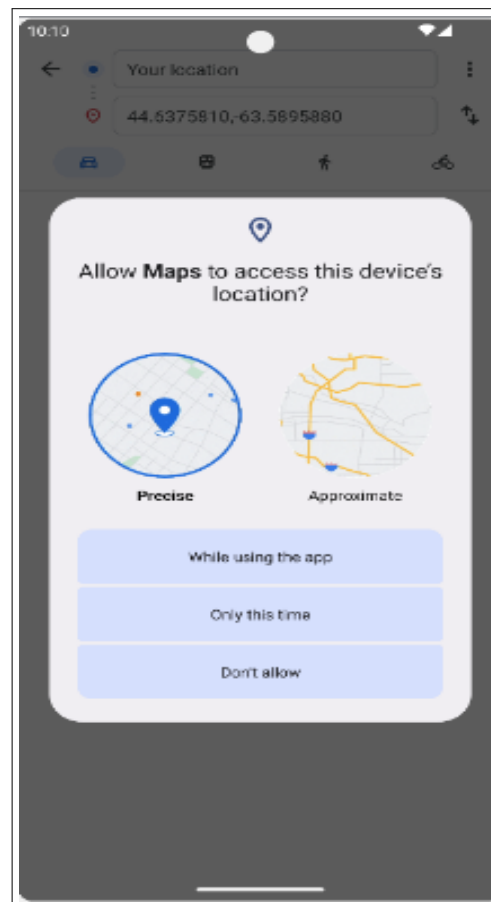 10:10
Your location
44.6375810,-63.5895880
Allow Maps to access this device's
location?
Precise
Approximate
While using the app
Only this time
Don't allow